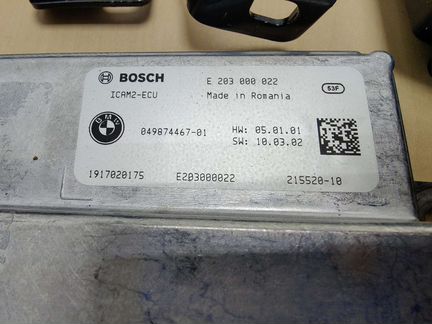 BOSCH E 203 000 022
ICAM2-ECU Made in Romania
53F
BMW
049874467-01 HW: 05.01.01
SW: 10.03.02
1917020175 E203000022 215520-10